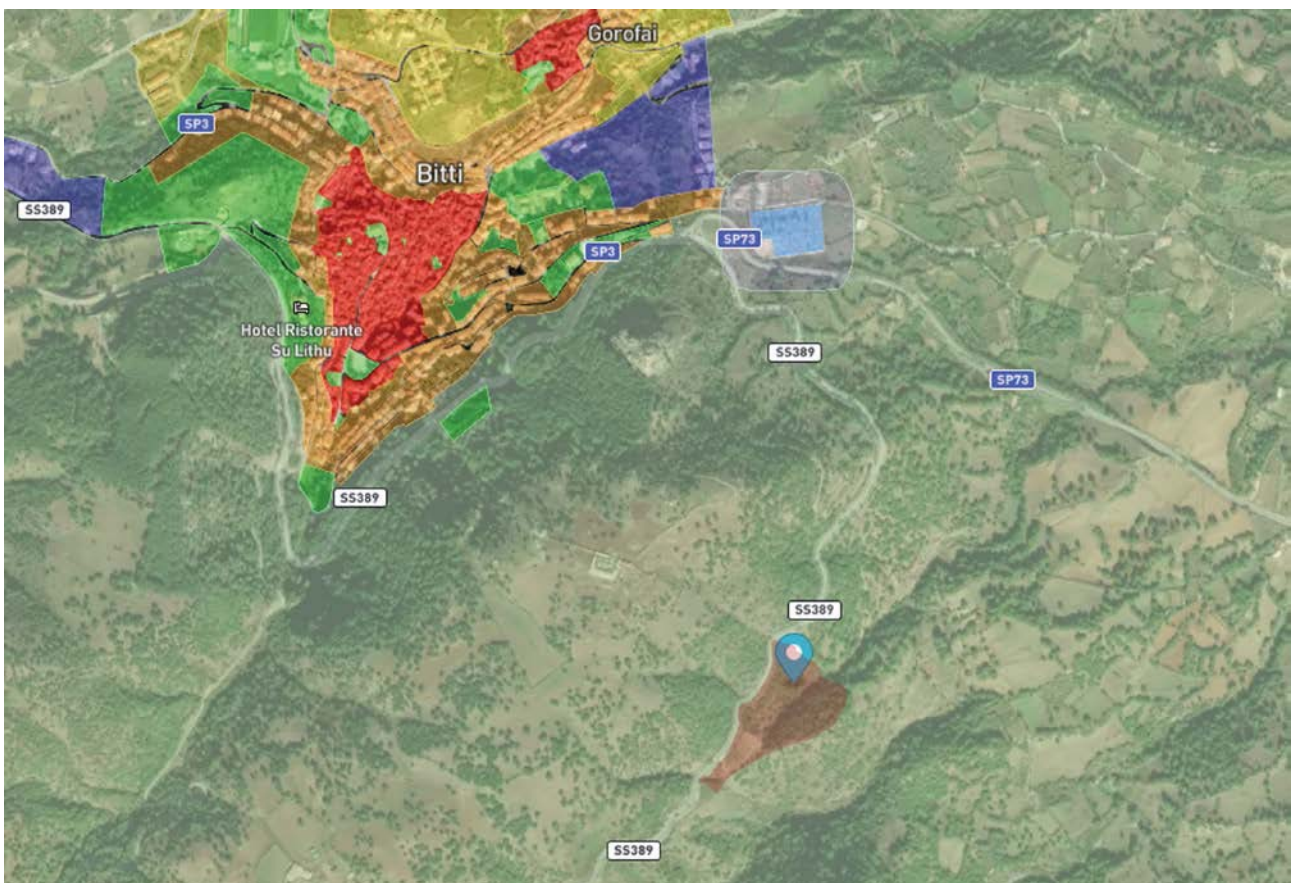 Gorofai
SP3
Bitti
SS389
SP73
SP3
Hotel Ristorante
Su Lithu
SS389
SP73
SS389
SS389
SS389